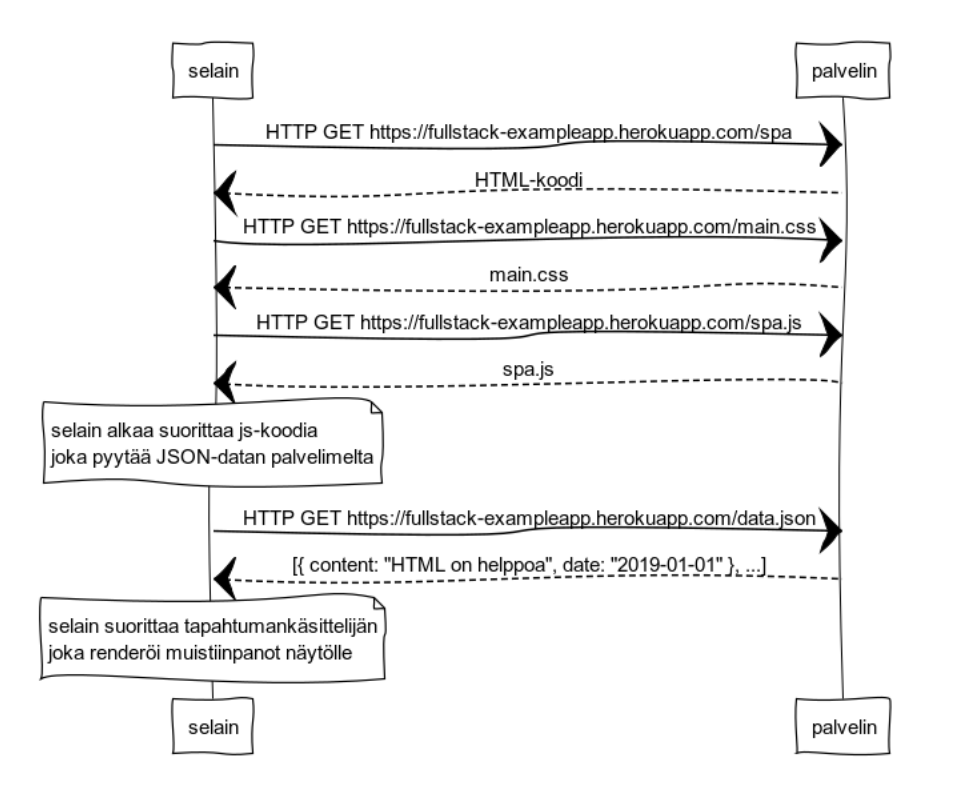 selain
palvelin
HTTP GET https://fullstack-exampleapp.herokuapp.com/spa
HTML-koodi
HTTP GET https://fullstack-exampleapp.herokuapp.com/main.css
main.css
HTTP GET https://fullstack-exampleapp.herokuapp.com/spa.js
spa.js
selain alkaa suorittaa js-koodia
joka pyytää JSON-datan palvelimelta
HTTP GET https://fullstack-exampleapp.herokuapp.com/data.json
[{ content: "HTML on helppoa", date: "2019-01-01" }, ...]
selain suorittaa tapahtumankäsittelijän
joka renderöi muistiinpanot näytölle
selain
palvelin